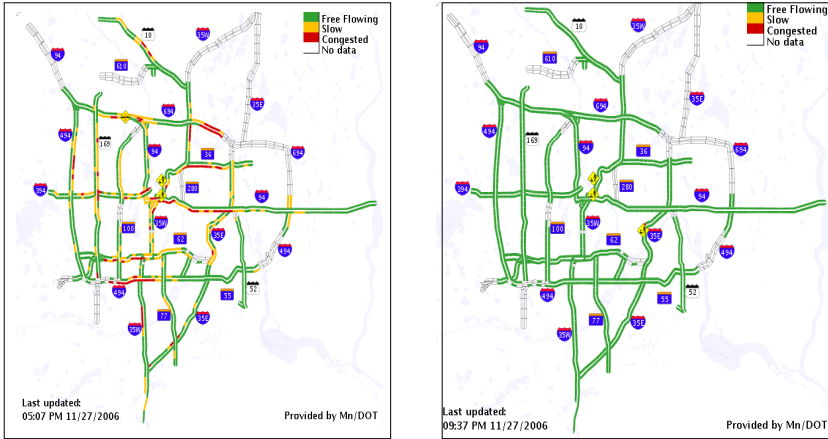 Free Flowing
Slow
Congested
No data
10
35W
94
610
35E
694
494
169
94
36
694
280
394
94
100
62
35W
35E
494
494
52
55
77
35E
35W
Last updated:
05:07 PM 11/27/2006
Provided by Mn/DOT
Free Flowing
Slow
Congested
No data
10
35W
94
610
35E
694
494
169
94
36
694
280
394
94
35W
100
62
35E
494
494
52
55
77
35E
35W
Last updated:
09:37 PM 11/27/2006
Provided by Mn/DOT